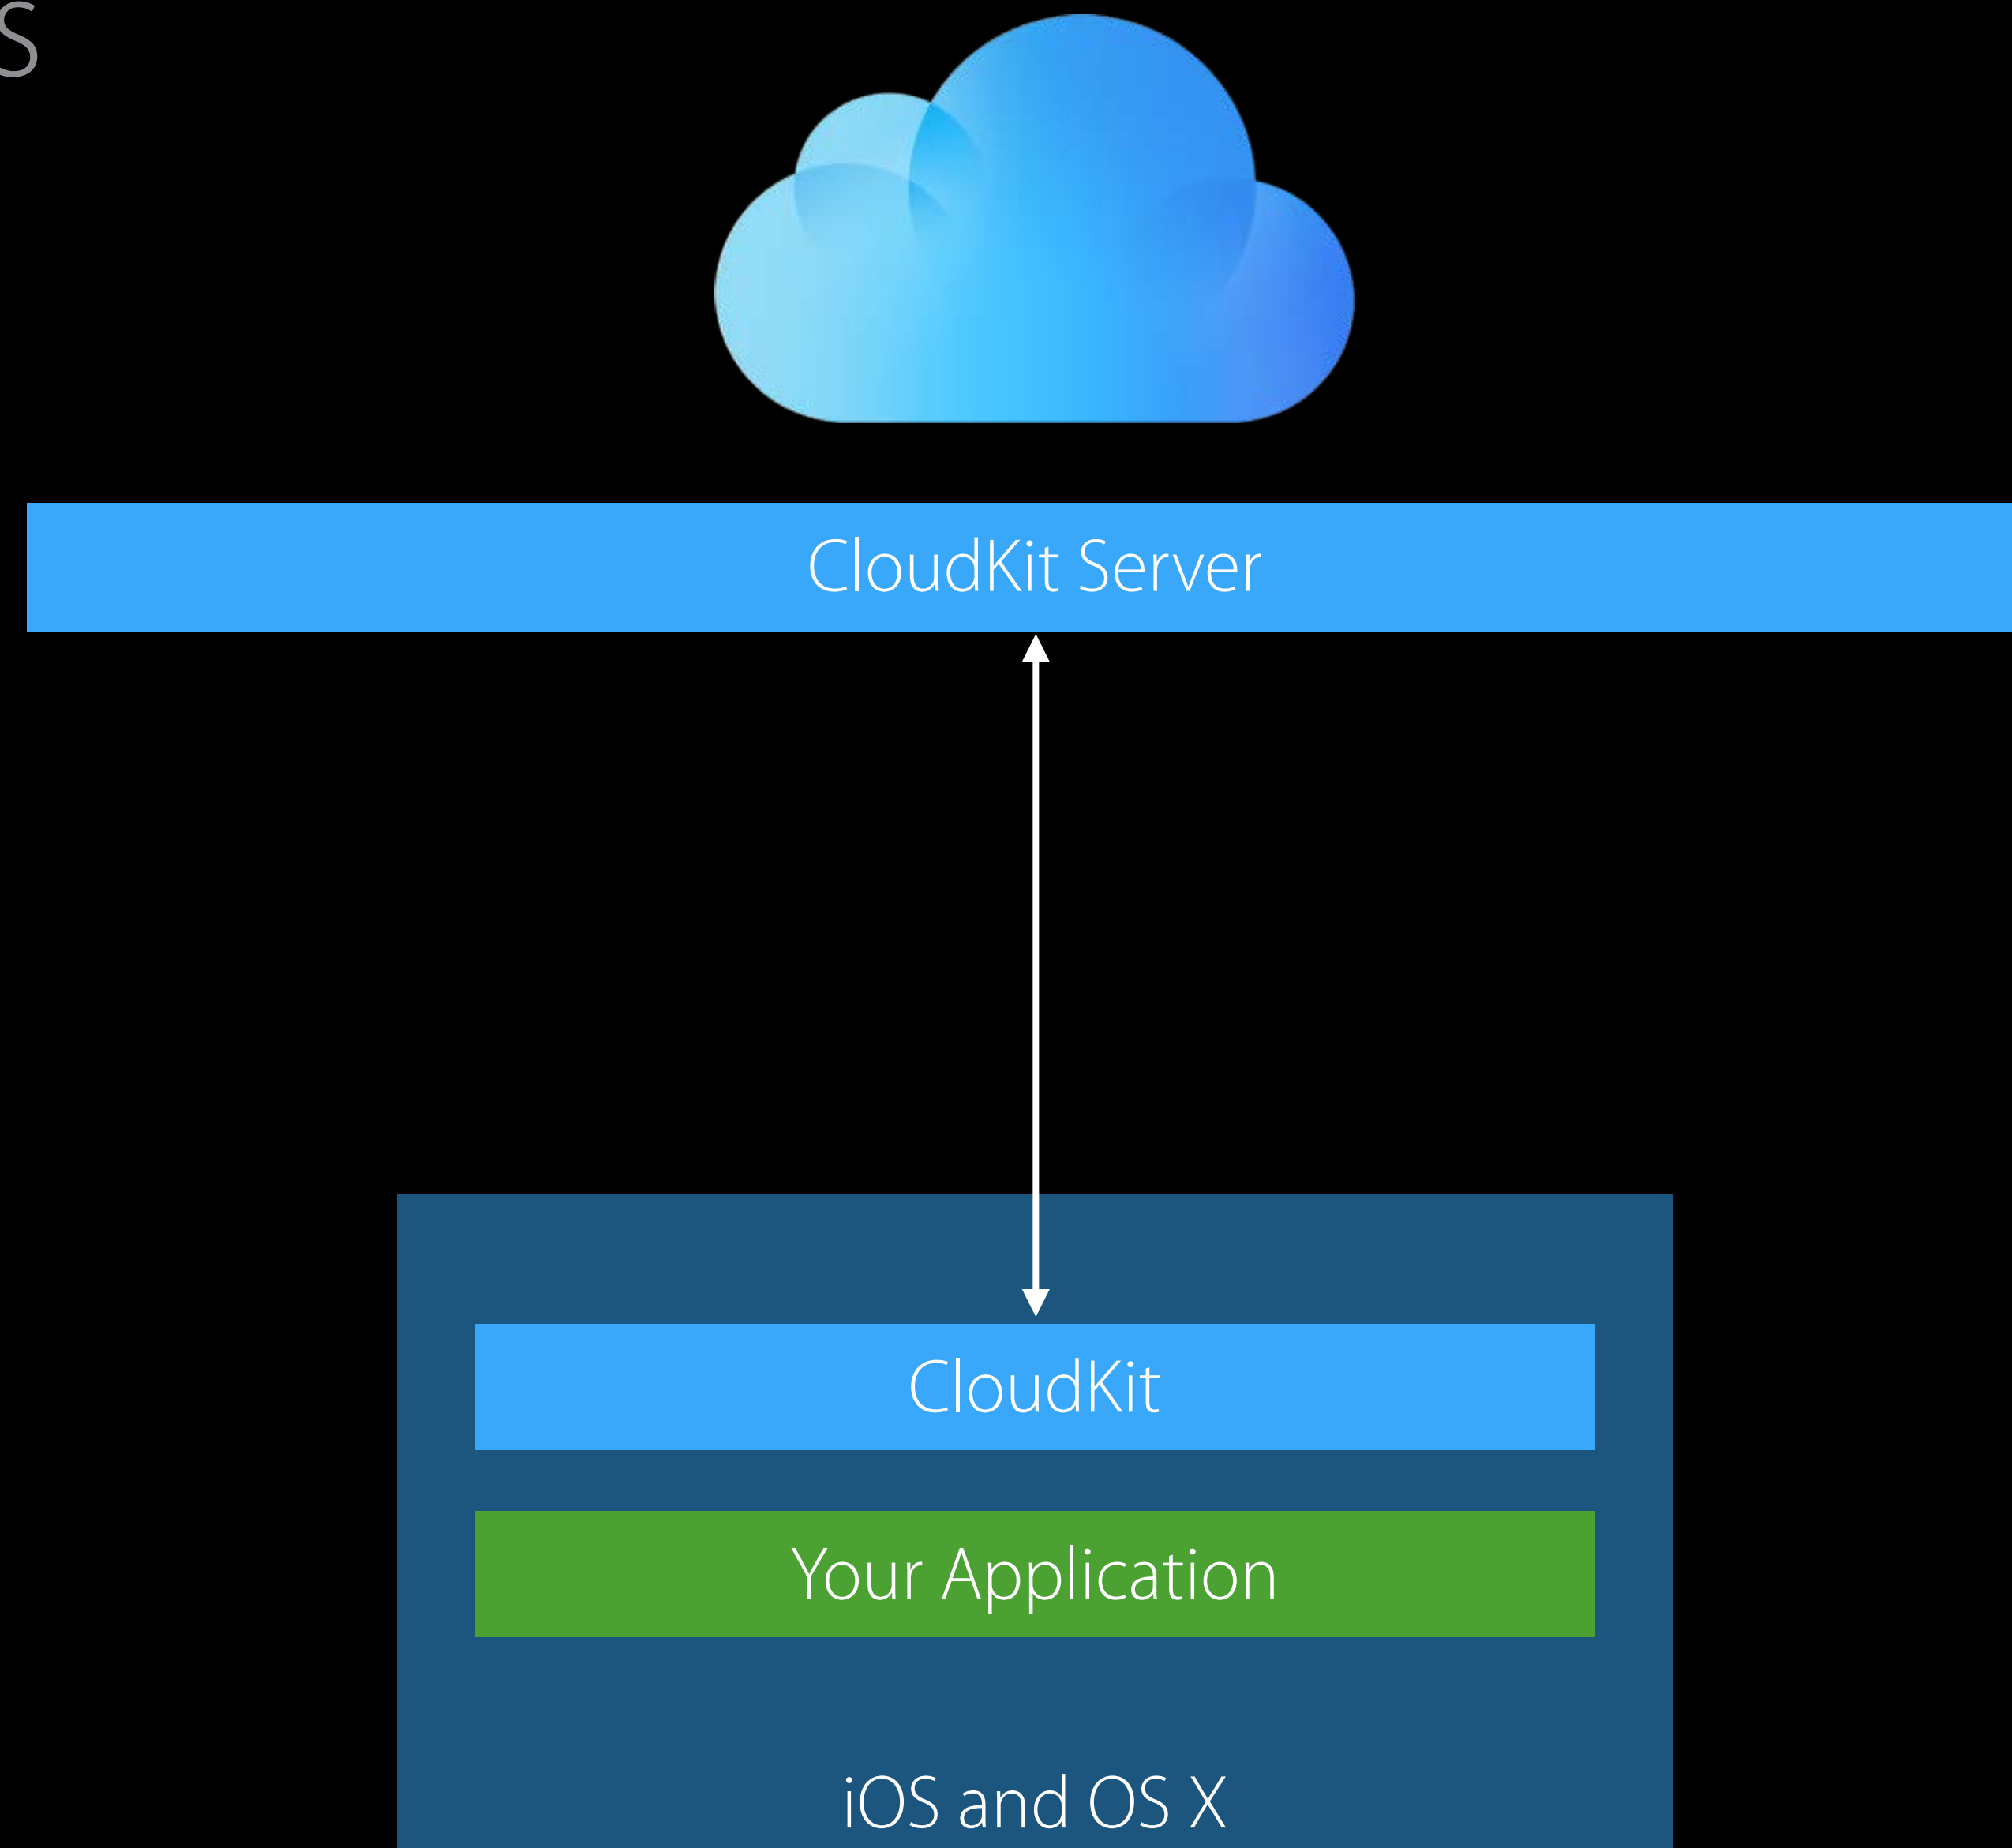 S
CloudKit Server
CloudKit
Your Application
iOS and OS X